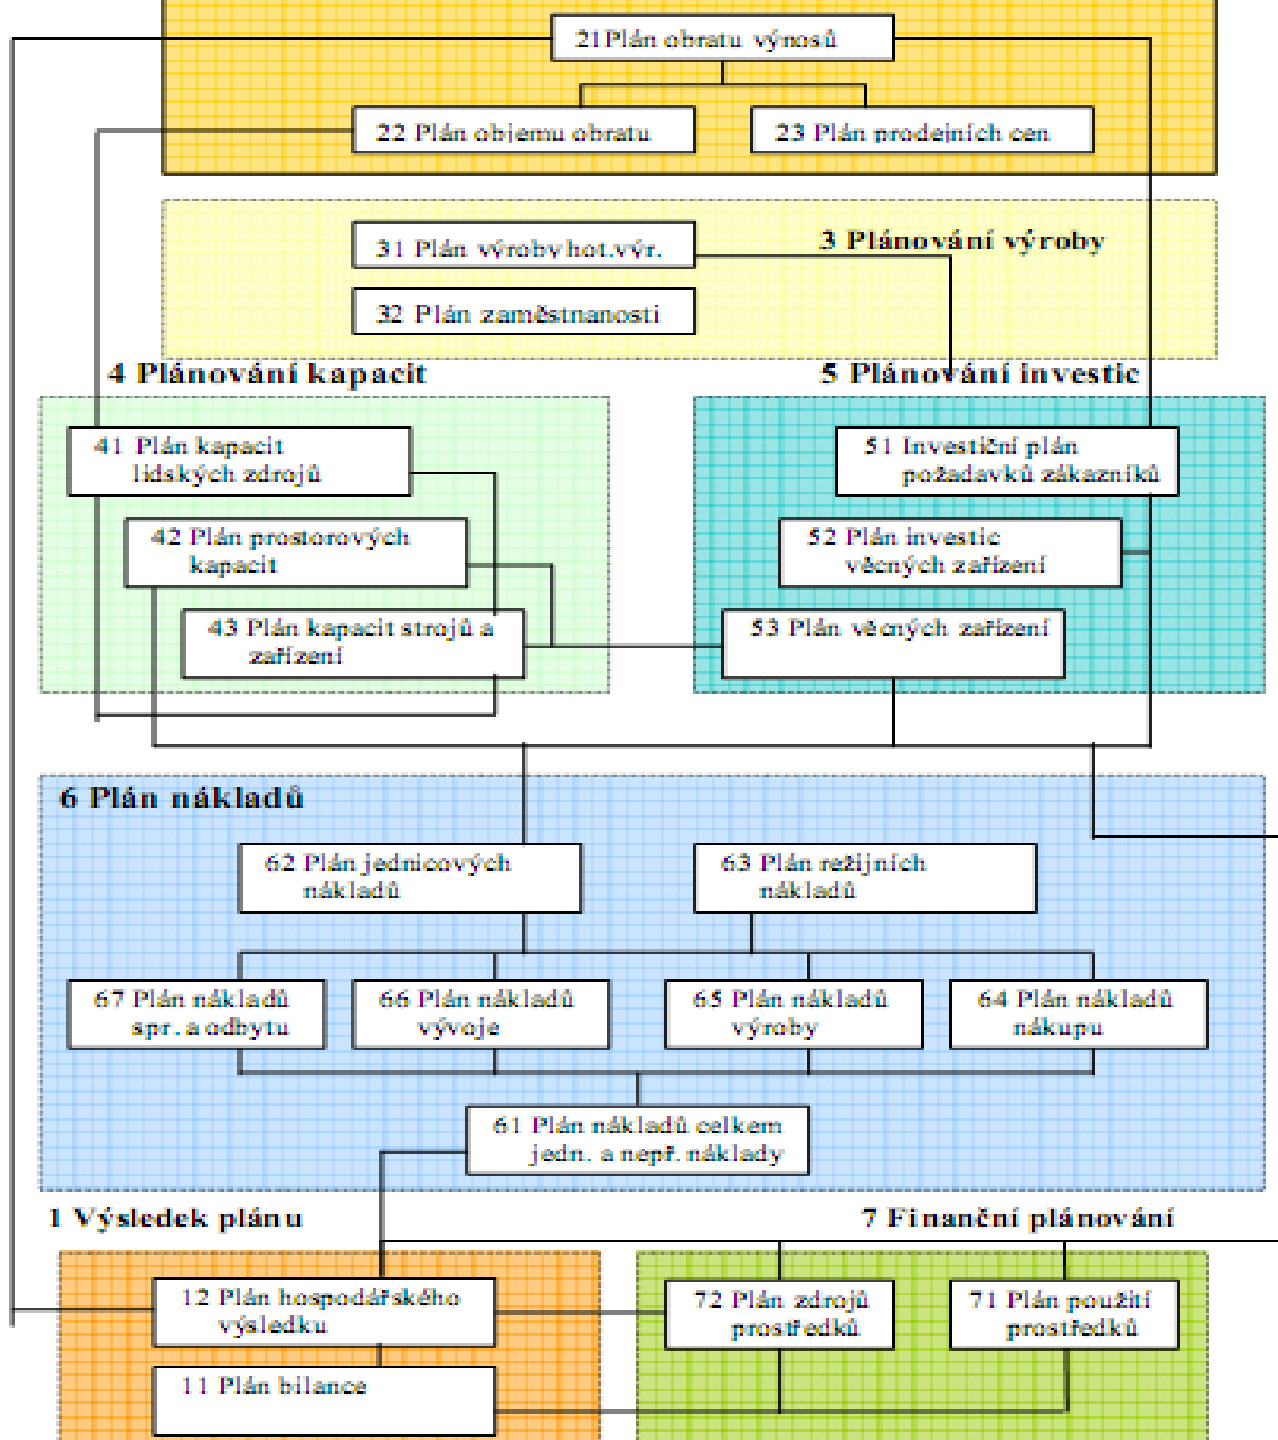 21Plán obratu výnosů
22 Plán objemu obratu
23 Plán prodejních cen
31 Plán výroby hot.výr.
3 Plánování výroby
32 Plán zaměstnanosti
4 Plánování kapacit
5 Plánování investic
41 Plán kapacit
lidských zdrojů
51 Investiční plán
požadavků zákazníků
42 Plán prostorových
kapacit
52 Plán investic
věcných zařízení
43 Plán kapacit strojů a
zařízení
53 Plán věcných zařízení
6 Plán nákladů
62 Plán jednicových
nákladů
63 Plán režijních
nákladů
67 Plán nákladů
spr. a odbytu
66 Plán nákladů
vývoje
65 Plán nákladů
výroby
64 Plán nákladů
nákupu
61 Plán nákladů celkem
jedn. a nepř. náklady
1 Výsledek plánu
7 Finanční plánování
12 Plán hospodářského
výsledku
72 Plán zdrojů
prostředků
71 Plán použití
prostředků
11 Plán bilance